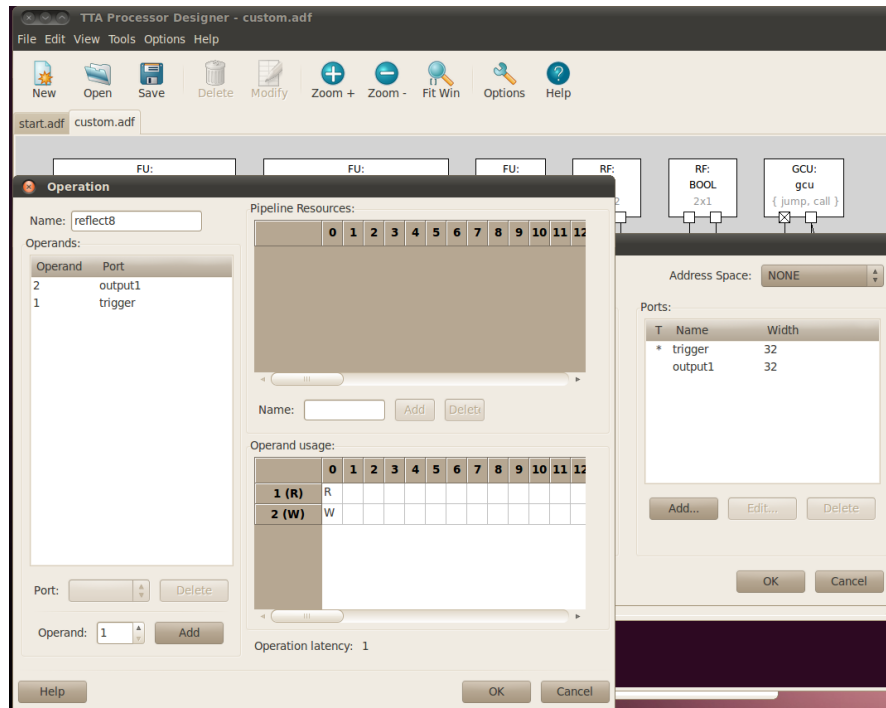 TTA Processor Designer - custom.adf
File Edit View Tools Options Help
New Open Save Delete Modify Zoom + Zoom - Fit Win Options Help
start.adf custom.adf
FU: FU: FU: RF: RF: GCU:
BOOL gcu
2 2x1 { jump, call }
Operation
Name: reflect8
Operands:
Operand Port
2 output1
1 trigger
Port: Delete
Operand: 1 Add
Pipeline Resources:
0 1 2 3 4 5 6 7 8 9 10 11 12
Name: Add Delete
Operand usage:
0 1 2 3 4 5 6 7 8 9 10 11 12
1 (R) R
2 (W) W
Operation latency: 1
Help OK Cancel
Address Space: NONE
Ports:
T Name Width
* trigger 32
output1 32
Add... Edit... Delete
OK Cancel